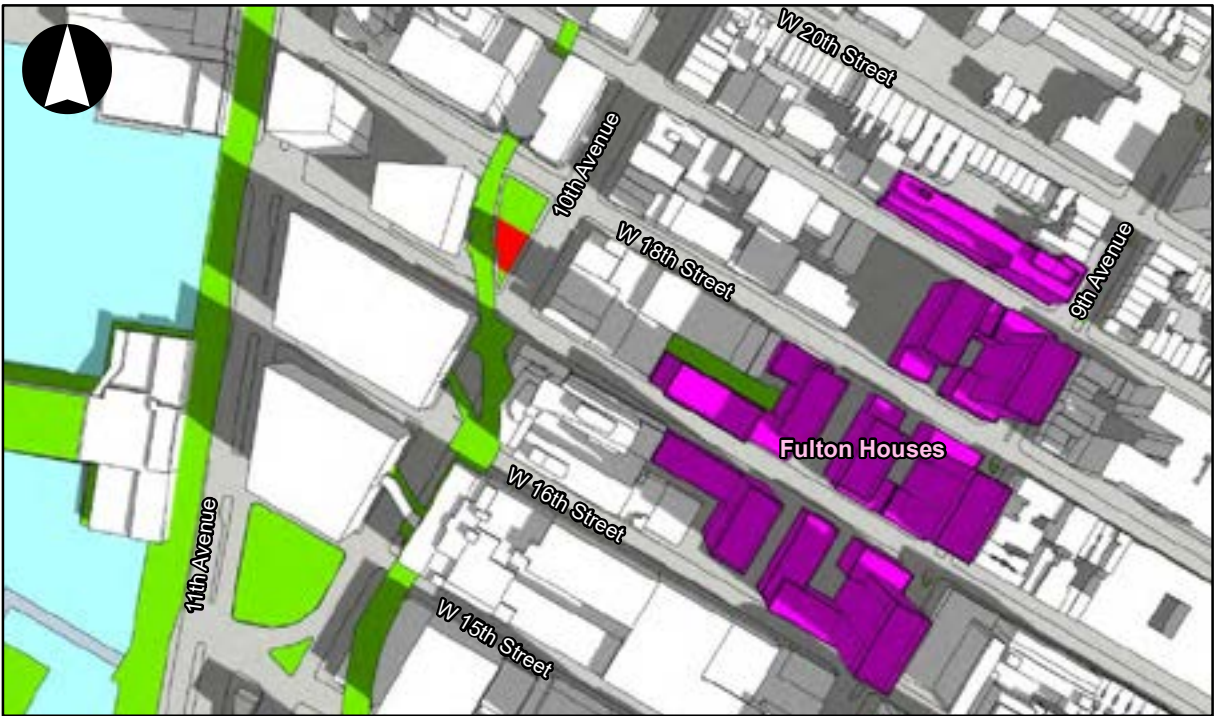 W 20th Street
10th Avenue
W 18th Street
9th Avenue
Fulton Houses
W 16th Street
11th Avenue
W 15th Street